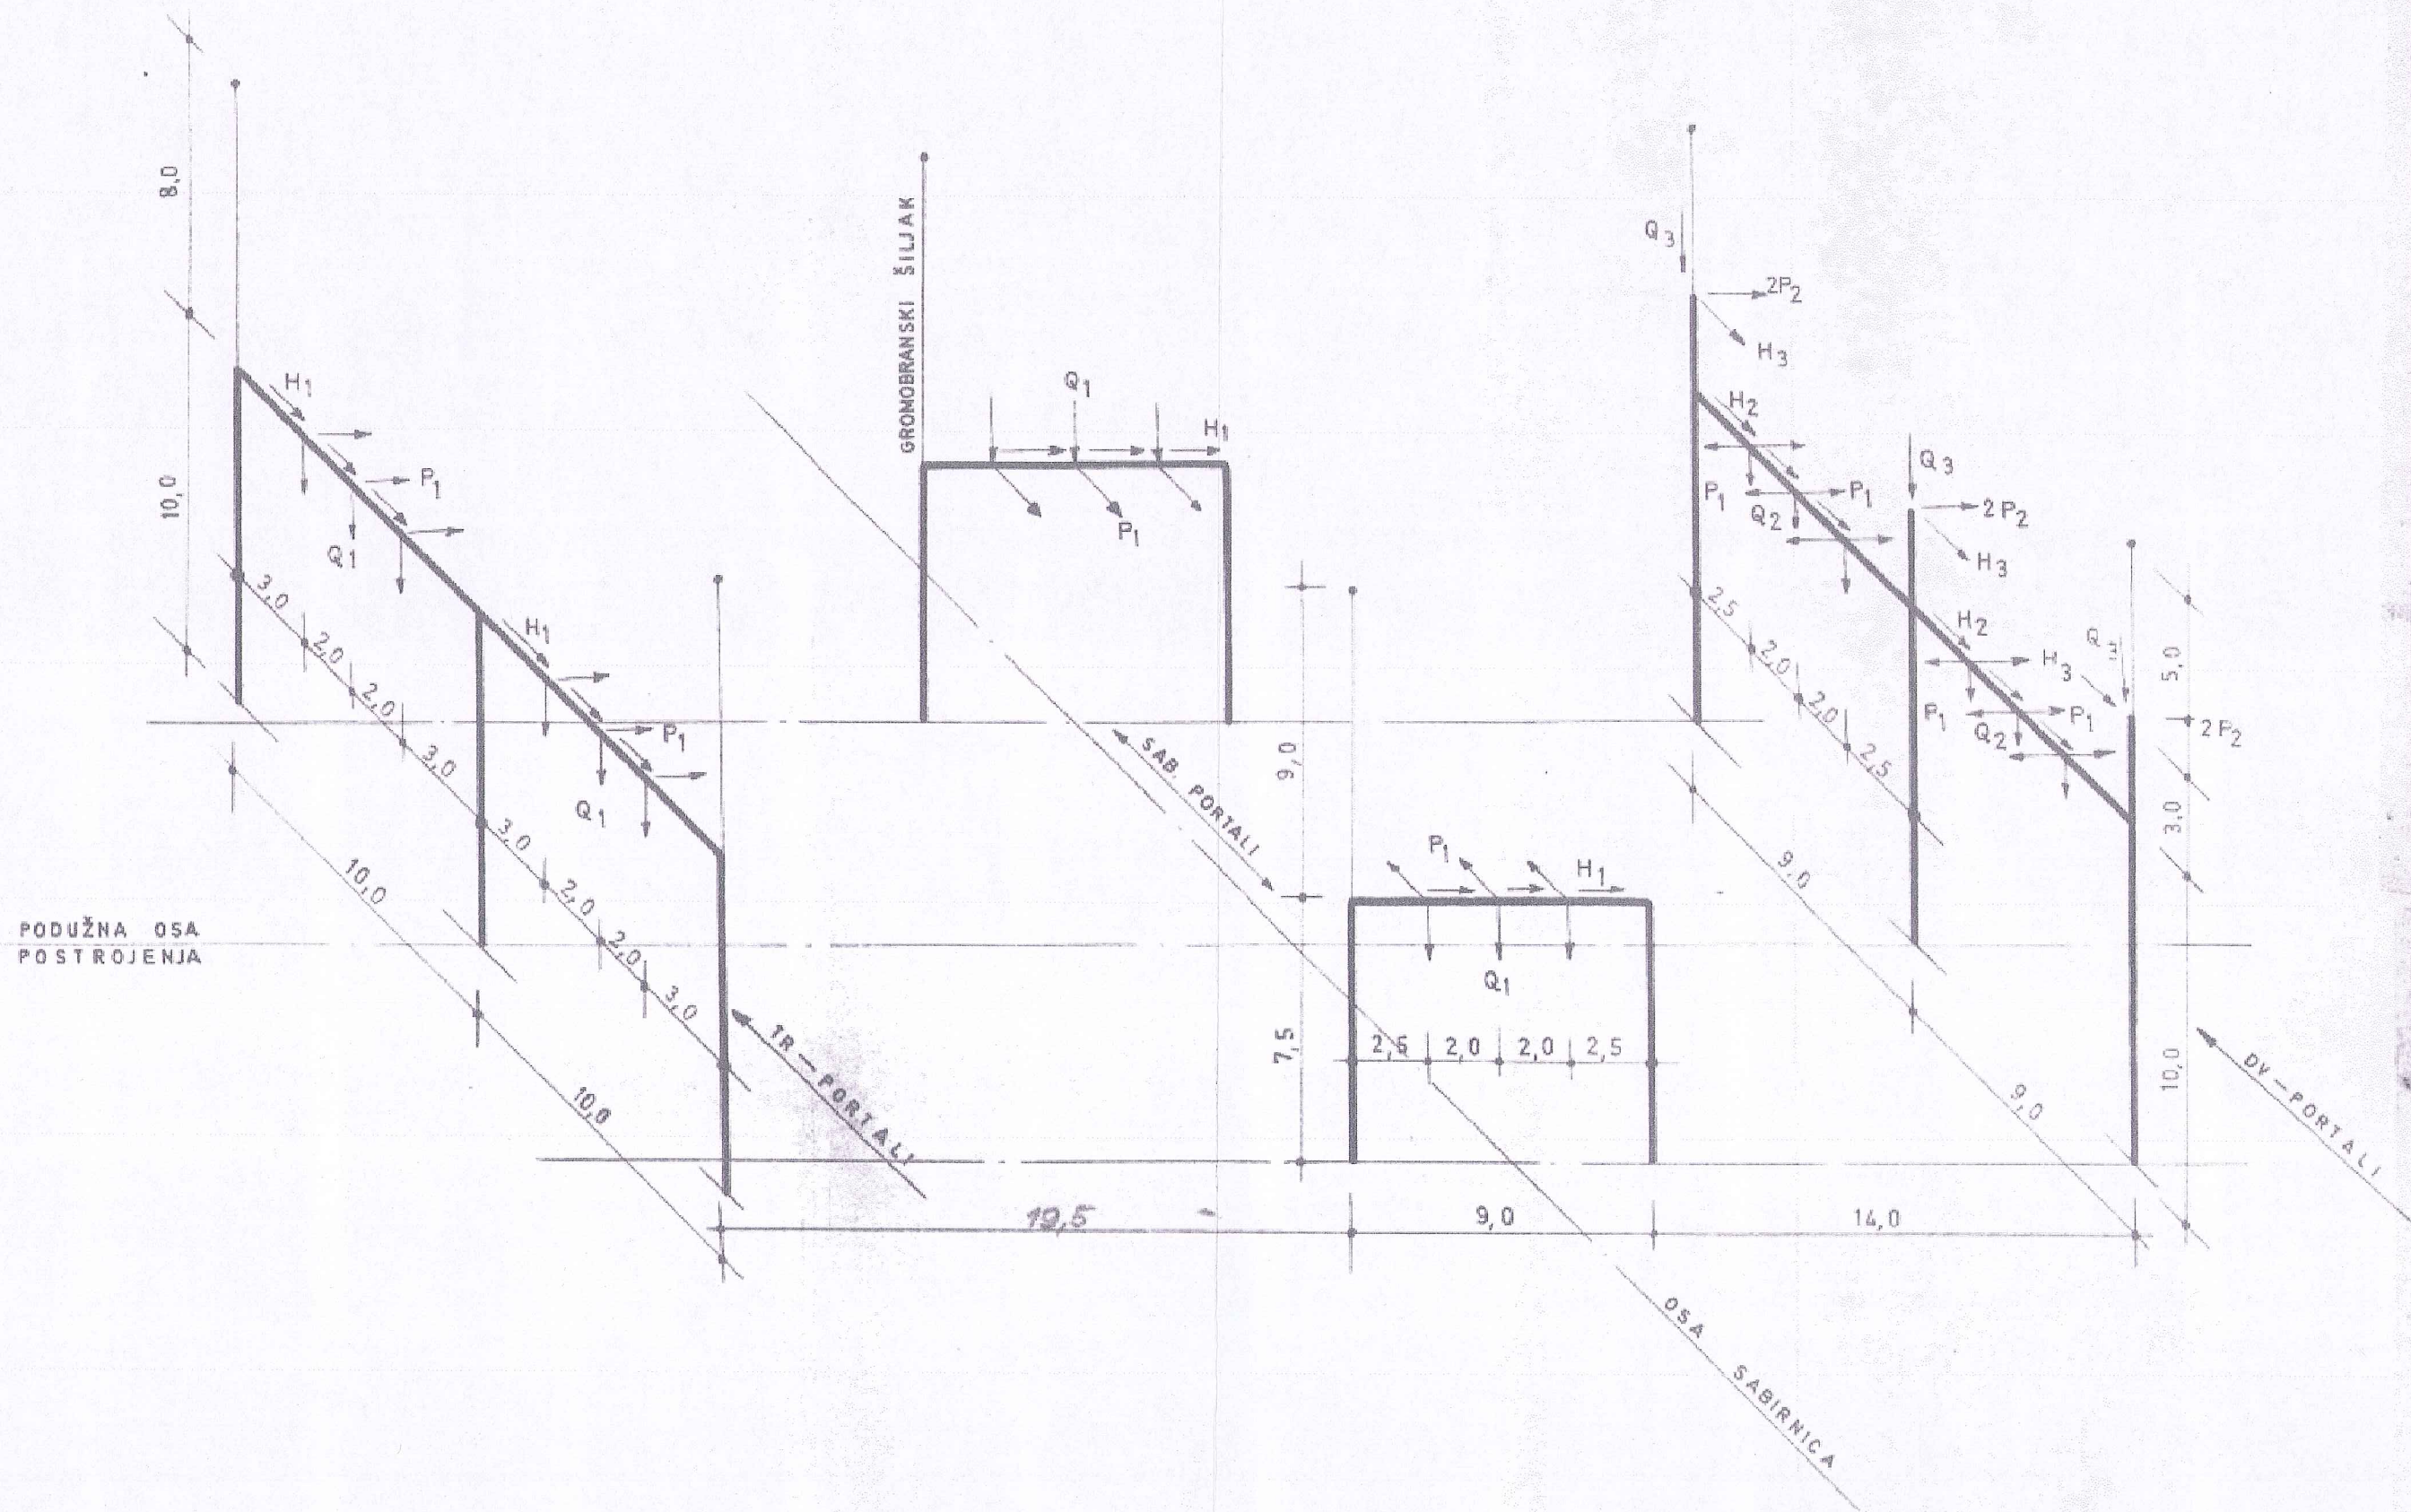 8,0
10,0
H1
P1
Q1
3,0
2,0
2,0
3,0
H1
P1
Q1
3,0
2,0
2,0
3,0
10,0
10,0
PODUŽNA OSA
POSTROJENJA
TR — PORTALI
GROMOBRANSKI ŠILJAK
Q1
H1
P1
SAB. PORTALI
9,0
7,5
P1
H1
Q1
2,5 2,0 2,0 2,5
19,5
9,0
14,0
OSA SABIRNICA
Q3
2P2
H3
H2
P1
P1
Q2
Q3
2P2
H3
2,5
2,0
2,0
2,5
H2
H3
P1
P1
Q2
2P2
5,0
3,0
10,0
9,0
9,0
DV — PORTALI